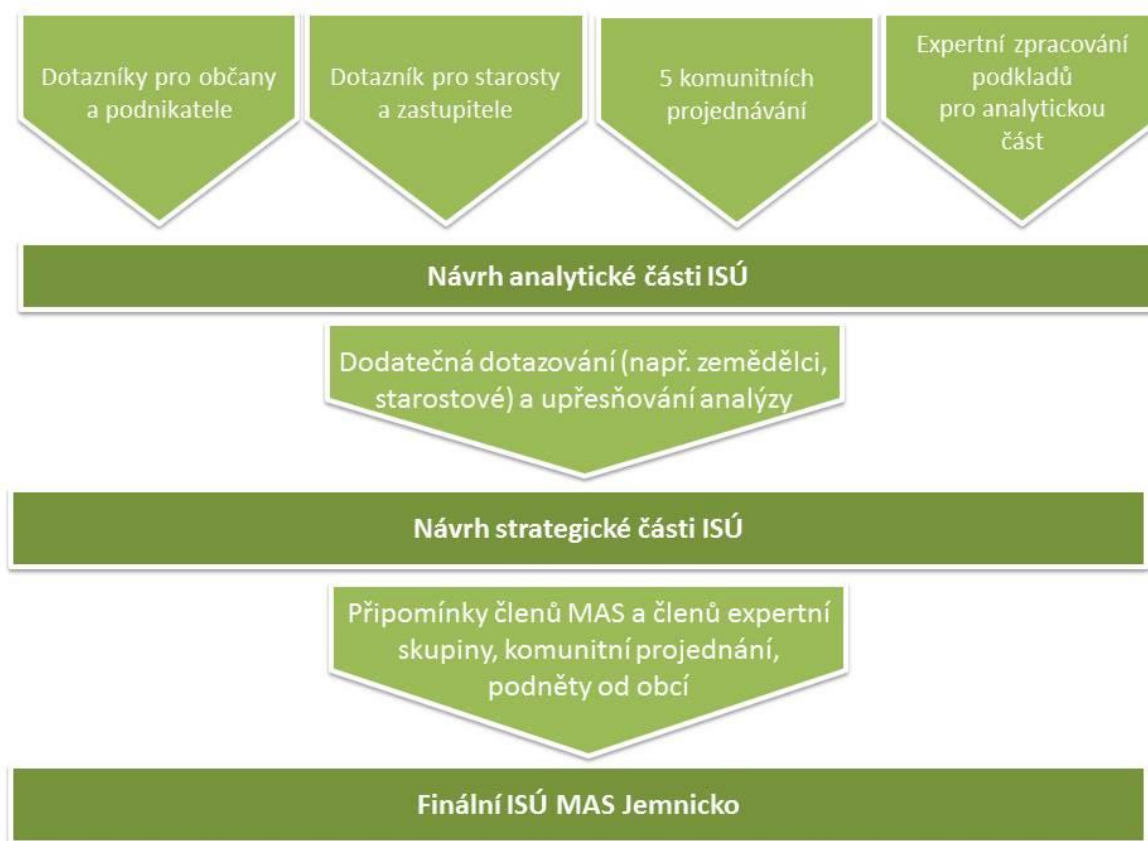 Dotazníky pro občany
a podnikatele
Dotazník pro starosty
a zastupitele
5 komunitních
projednávání
Expertní zpracování
podkladů
pro analytickou
část
Návrh analytické části ISÚ
Dodatečná dotazování (např. zemědělci,
starostové) a upřesňování analýzy
Návrh strategické části ISÚ
Připomínky členů MAS a členů expertní
skupiny, komunitní projednání,
podněty od obcí
Finální ISÚ MAS Jemnicko